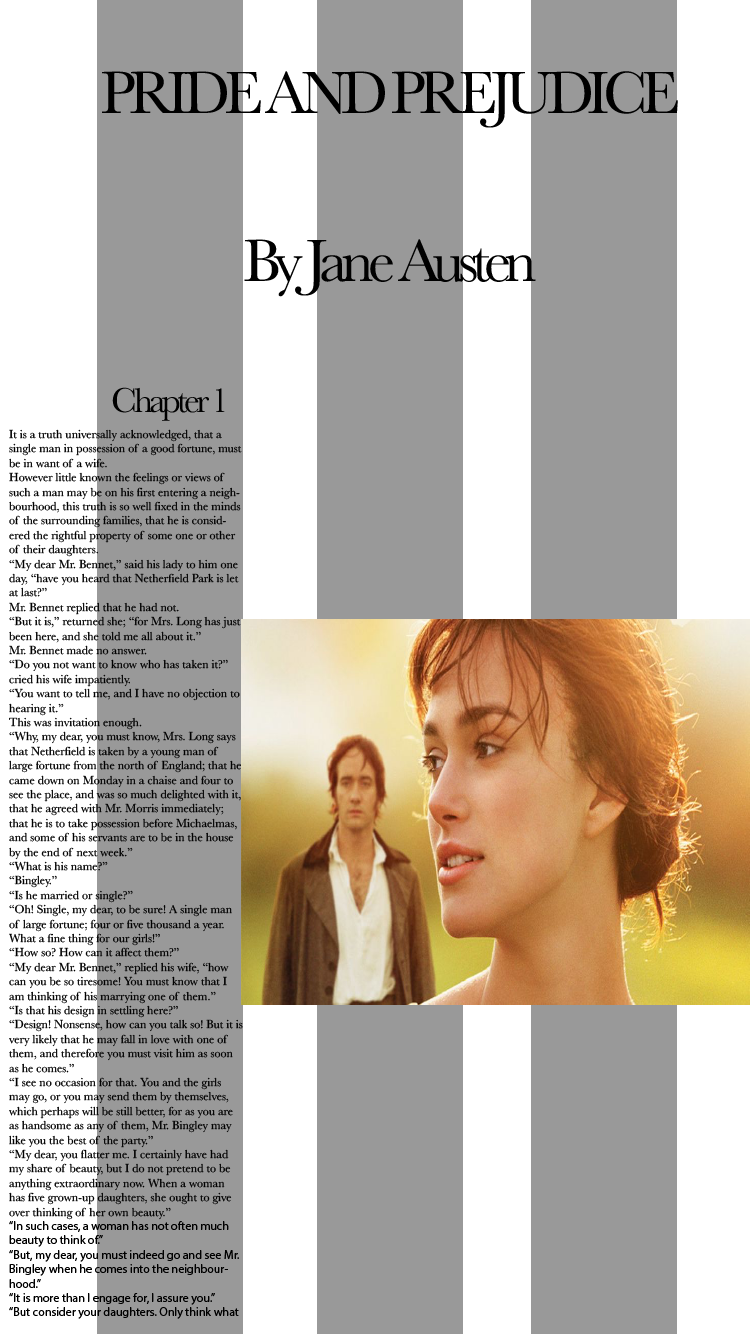 PRIDE AND PREJUDICE
By Jane Austen
Chapter 1
It is a truth universally acknowledged, that a
single man in possession of a good fortune, must
be in want of a wife.
However little known the feelings or views of
such a man may be on his first entering a neigh-
bourhood, this truth is so well fixed in the minds
of the surrounding families, that he is consid-
ered the rightful property of some one or other
of their daughters.
“My dear Mr. Bennet,” said his lady to him one
day, “have you heard that Netherfield Park is let
at last?”
Mr. Bennet replied that he had not.
“But it is,” returned she; “for Mrs. Long has just
been here, and she told me all about it.”
Mr. Bennet made no answer.
“Do you not want to know who has taken it?”
cried his wife impatiently.
“You want to tell me, and I have no objection to
hearing it.”
This was invitation enough.
“Why, my dear, you must know, Mrs. Long says
that Netherfield is taken by a young man of
large fortune from the north of England; that he
came down on Monday in a chaise and four to
see the place, and was so much delighted with it,
that he agreed with Mr. Morris immediately;
that he is to take possession before Michaelmas,
and some of his servants are to be in the house
by the end of next week.”
“What is his name?”
“Bingley.”
“Is he married or single?”
“Oh! Single, my dear, to be sure! A single man
of large fortune; four or five thousand a year.
What a fine thing for our girls!”
“How so? How can it affect them?”
“My dear Mr. Bennet,” replied his wife, “how
can you be so tiresome! You must know that I
am thinking of his marrying one of them.”
“Is that his design in settling here?”
“Design! Nonsense, how can you talk so! But it is
very likely that he may fall in love with one of
them, and therefore you must visit him as soon
as he comes.”
“I see no occasion for that. You and the girls
may go, or you may send them by themselves,
which perhaps will be still better, for as you are
as handsome as any of them, Mr. Bingley may
like you the best of the party.”
“My dear, you flatter me. I certainly have had
my share of beauty, but I do not pretend to be
anything extraordinary now. When a woman
has five grown-up daughters, she ought to give
over thinking of her own beauty.”
“In such cases, a woman has not often much
beauty to think of.”
“But, my dear, you must indeed go and see Mr.
Bingley when he comes into the neighbour-
hood.”
“It is more than I engage for, I assure you.”
“But consider your daughters. Only think what